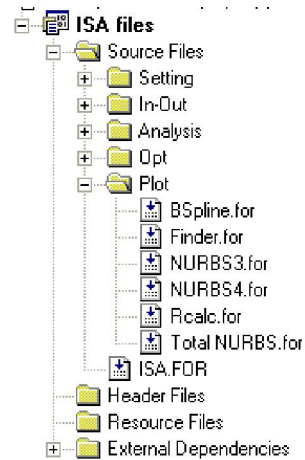 ISA files
Source Files
Setting
In-Out
Analysis
Opt
Plot
BSpline.for
Finder.for
NURBS3.for
NURBS4.for
Rcalc.for
Total NURBS.for
ISA.FOR
Header Files
Resource Files
External Dependencies